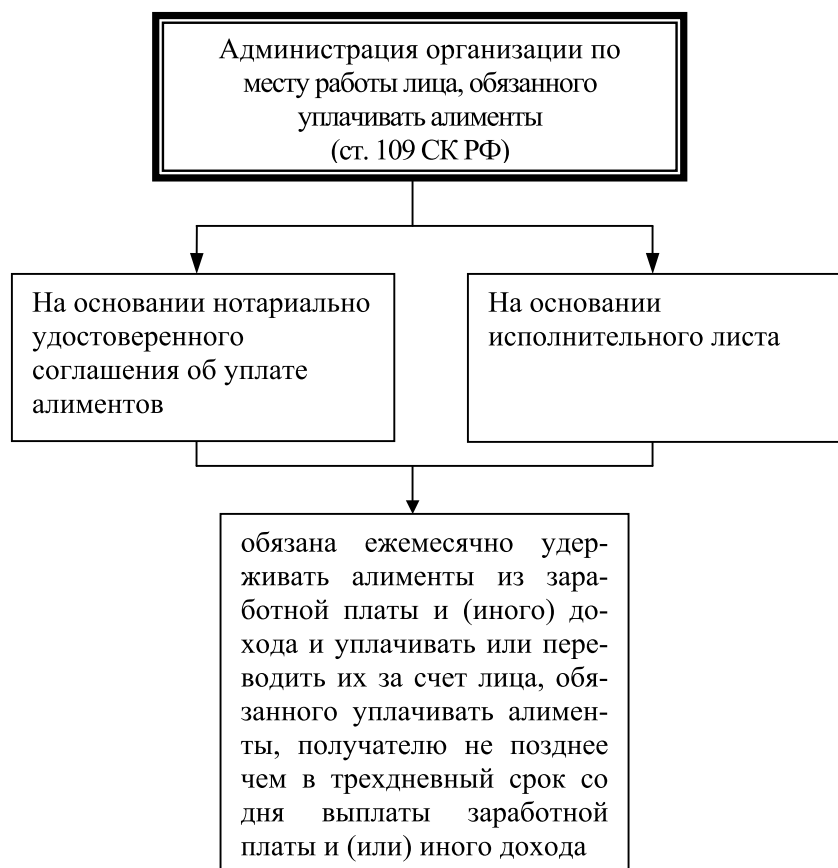 Администрация организации по
месту работы лица, обязанного
уплачивать алименты
(ст. 109 СК РФ)
На основании нотариально
удостоверенного
соглашения об уплате
алиментов
На основании
исполнительного листа
обязана ежемесячно удер-
живать алименты из зара-
ботной платы и (иного) до-
хода и уплачивать или пере-
водить их за счет лица, обя-
занного уплачивать алимен-
ты, получателю не позднее
чем в трехдневный срок со
дня выплаты заработной
платы и (или) иного дохода